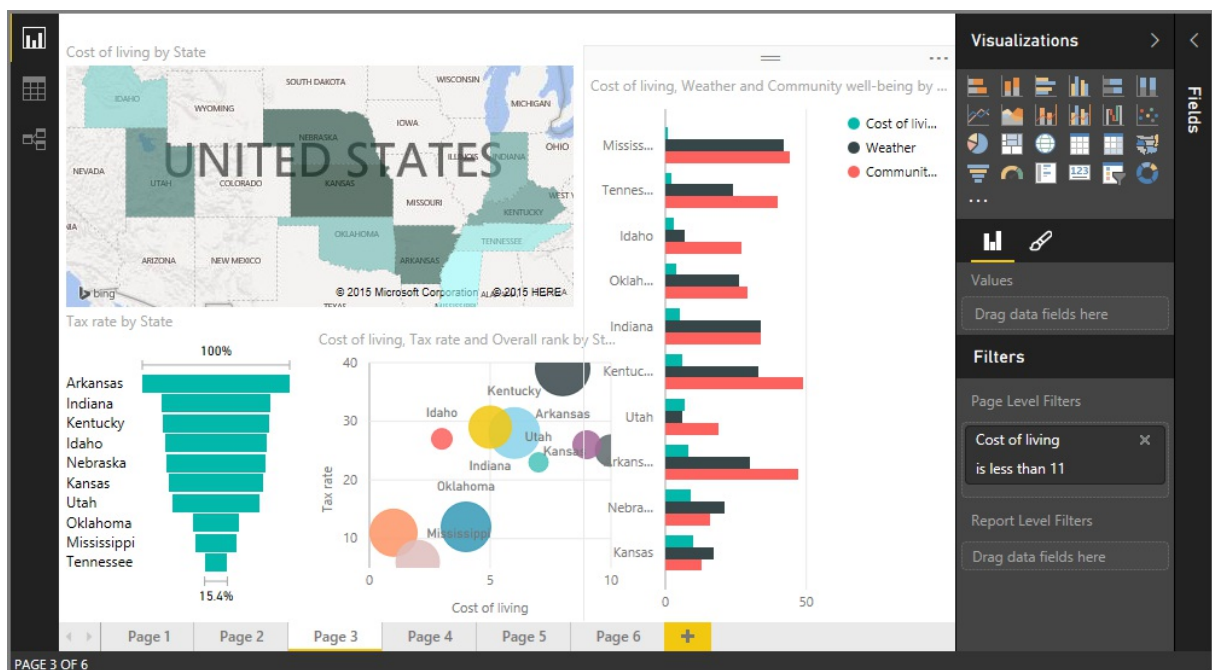 Cost of living by State
IDAHO
WYOMING
SOUTH DAKOTA
WISCONSIN
MICHIGAN
IOWA
NEBRASKA
UNITED STATES
ILLINOIS
INDIANA
OHIO
NEVADA
UTAH
COLORADO
KANSAS
MISSOURI
WEST V
KENTUCKY
OKLAHOMA
TENNESSEE
ARIZONA
NEW MEXICO
ARKANSAS
bing
© 2015 Microsoft Corporation
© 2015 HERE
Tax rate by State
100%
Arkansas
Indiana
Kentucky
Idaho
Nebraska
Kansas
Utah
Oklahoma
Mississippi
Tennessee
15.4%
Cost of living, Tax rate and Overall rank by St...
40
30
20
10
Tax rate
Kentucky
Idaho
Arkansas
Utah
Kansas
Indiana
Oklahoma
Mississippi
0
5
10
Cost of living
...
Cost of living, Weather and Community well-being by ...
Cost of livi...
Weather
Communit...
Mississ...
Tennes...
Idaho
Oklah...
Indiana
Kentuc...
Utah
Arkans...
Nebra...
Kansas
0
50
Visualizations
Fields
123
...
Values
Drag data fields here
Filters
Page Level Filters
Cost of living
is less than 11
Report Level Filters
Drag data fields here
Page 1
Page 2
Page 3
Page 4
Page 5
Page 6
+
PAGE 3 OF 6